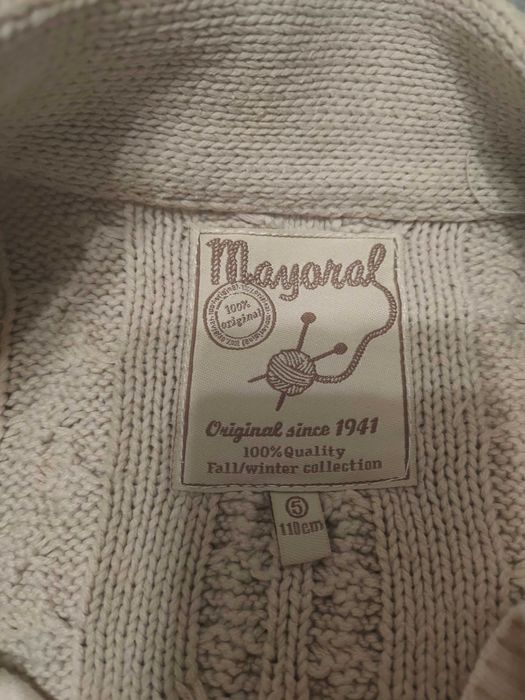 Mayoral
100%
original
Original since 1941
100% Quality
Fall/winter collection
5
110cm